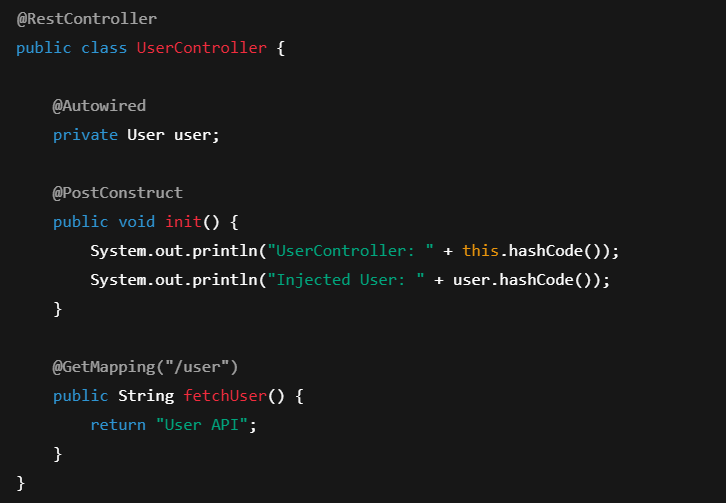 @RestController
public class UserController {
@Autowired
private User user;
@PostConstruct
public void init() {
System.out.println("UserController: " + this.hashCode());
System.out.println("Injected User: " + user.hashCode());
}
@GetMapping("/user")
public String fetchUser() {
return "User API";
}
}